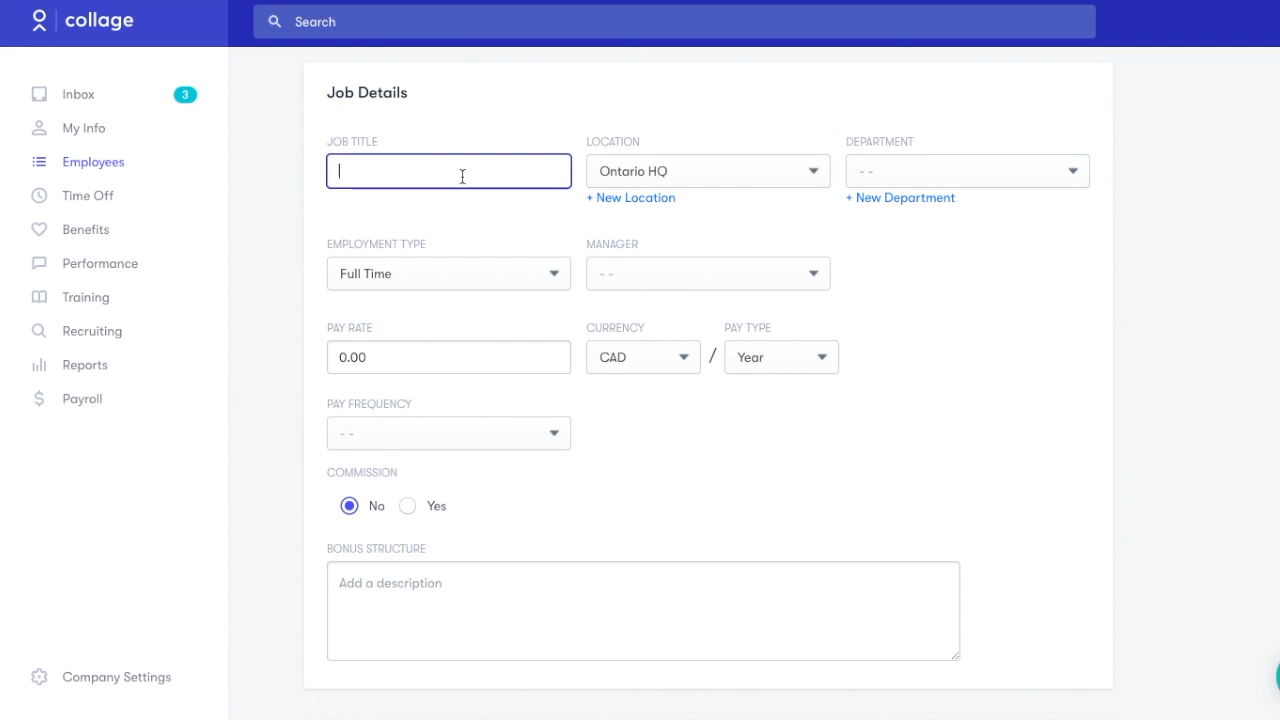 collage
Search
Inbox 3
My Info
Employees
Time Off
Benefits
Performance
Training
Recruiting
Reports
Payroll
Company Settings
Job Details
JOB TITLE LOCATION DEPARTMENT
Ontario HQ - -
+ New Location + New Department
EMPLOYMENT TYPE MANAGER
Full Time - -
PAY RATE CURRENCY PAY TYPE
0.00 CAD / Year
PAY FREQUENCY
- -
COMMISSION
No Yes
BONUS STRUCTURE
Add a description